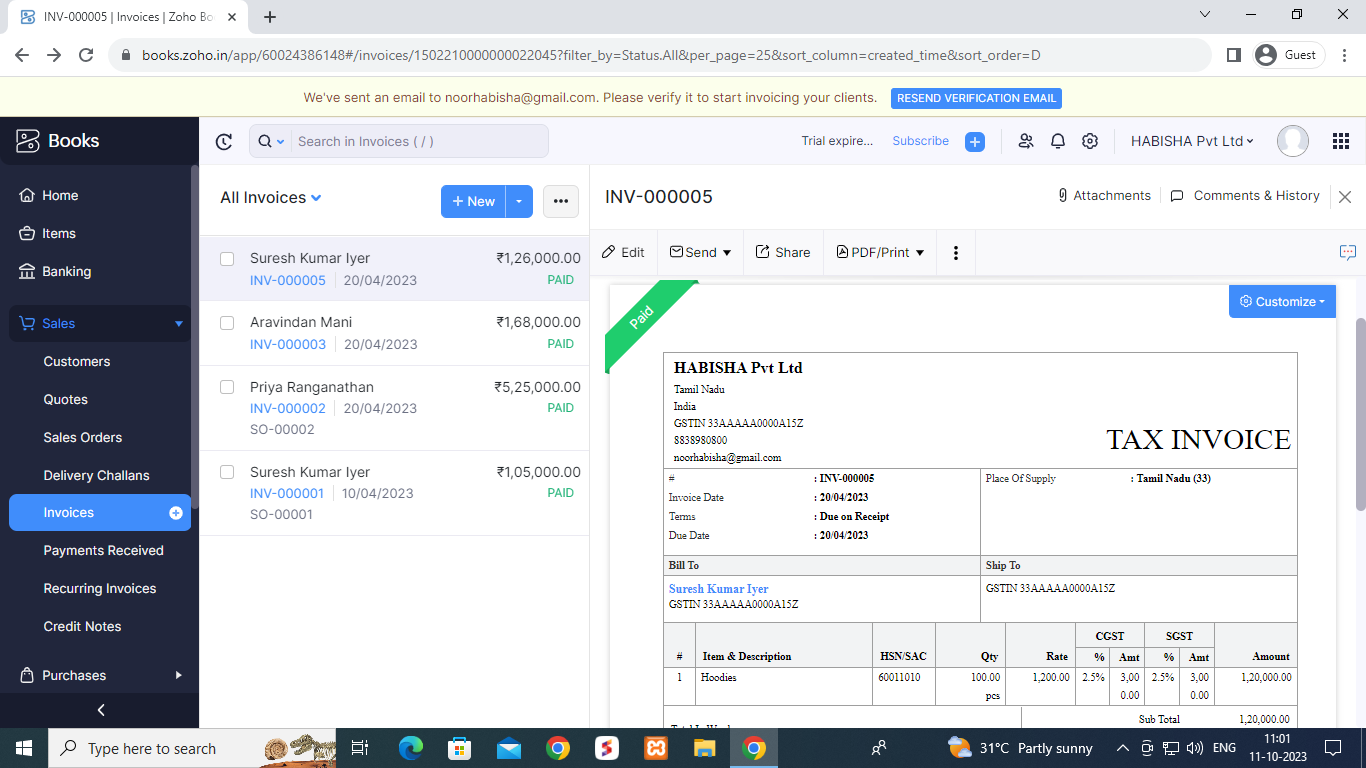 INV-000005 | Invoices | Zoho Bo
books.zoho.in/app/60024386148#/invoices/1502210000000022045?filter_by=Status.All&per_page=25&sort_column=created_time&sort_order=D
Guest
We've sent an email to noorhabisha@gmail.com. Please verify it to start invoicing your clients.
RESEND VERIFICATION EMAIL
Books
Search in Invoices ( / )
Trial expire...
Subscribe
HABISHA Pvt Ltd
Home
Items
Banking
Sales
Customers
Quotes
Sales Orders
Delivery Challans
Invoices
Payments Received
Recurring Invoices
Credit Notes
Purchases
All Invoices
+ New
Suresh Kumar Iyer ₹1,26,000.00
INV-000005 20/04/2023 PAID
Aravindan Mani ₹1,68,000.00
INV-000003 20/04/2023 PAID
Priya Ranganathan ₹5,25,000.00
INV-000002 20/04/2023 PAID
SO-00002
Suresh Kumar Iyer ₹1,05,000.00
INV-000001 10/04/2023 PAID
SO-00001
INV-000005
Attachments
Comments & History
Edit
Send
Share
PDF/Print
Customize
Paid
HABISHA Pvt Ltd
Tamil Nadu
India
GSTIN 33AAAAA0000A15Z
8838980800
noorhabisha@gmail.com
TAX INVOICE
# : INV-000005
Invoice Date : 20/04/2023
Terms : Due on Receipt
Due Date : 20/04/2023
Place Of Supply : Tamil Nadu (33)
Bill To
Ship To
Suresh Kumar Iyer
GSTIN 33AAAAA0000A15Z
GSTIN 33AAAAA0000A15Z
CGST SGST
# Item & Description HSN/SAC Qty Rate % Amt % Amt Amount
1 Hoodies 60011010 100.00 1,200.00 2.5% 3,00 2.5% 3,00 1,20,000.00
pcs 0.00 0.00
Sub Total 1,20,000.00
Type here to search
31°C Partly sunny
ENG
11:01
11-10-2023